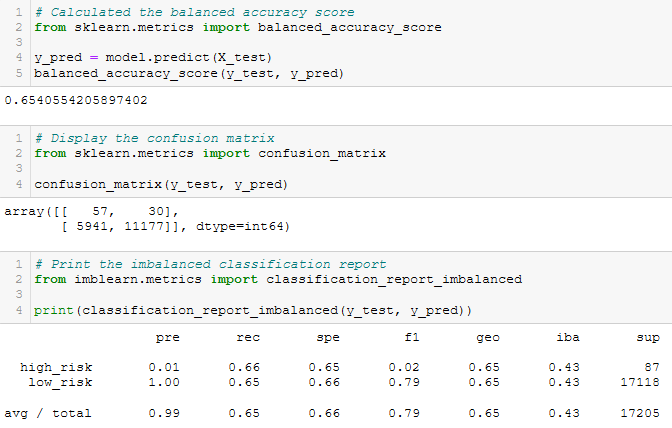 1 # Calculated the balanced accuracy score
2 from sklearn.metrics import balanced_accuracy_score
3
4 y_pred = model.predict(X_test)
5 balanced_accuracy_score(y_test, y_pred)
0.6540554205897402
1 # Display the confusion matrix
2 from sklearn.metrics import confusion_matrix
3
4 confusion_matrix(y_test, y_pred)
array([[   57,    30],
       [ 5941, 11177]], dtype=int64)
1 # Print the imbalanced classification report
2 from imblearn.metrics import classification_report_imbalanced
3
4 print(classification_report_imbalanced(y_test, y_pred))
pre rec spe f1 geo iba sup
high_risk 0.01 0.66 0.65 0.02 0.65 0.43 87
low_risk 1.00 0.65 0.66 0.79 0.65 0.43 17118
avg / total 0.99 0.65 0.66 0.79 0.65 0.43 17205